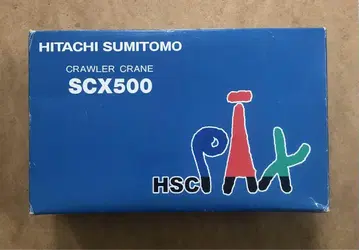 HITACHI SUMITOMO
CRAWLER CRANE
SCX500
HSC PAX